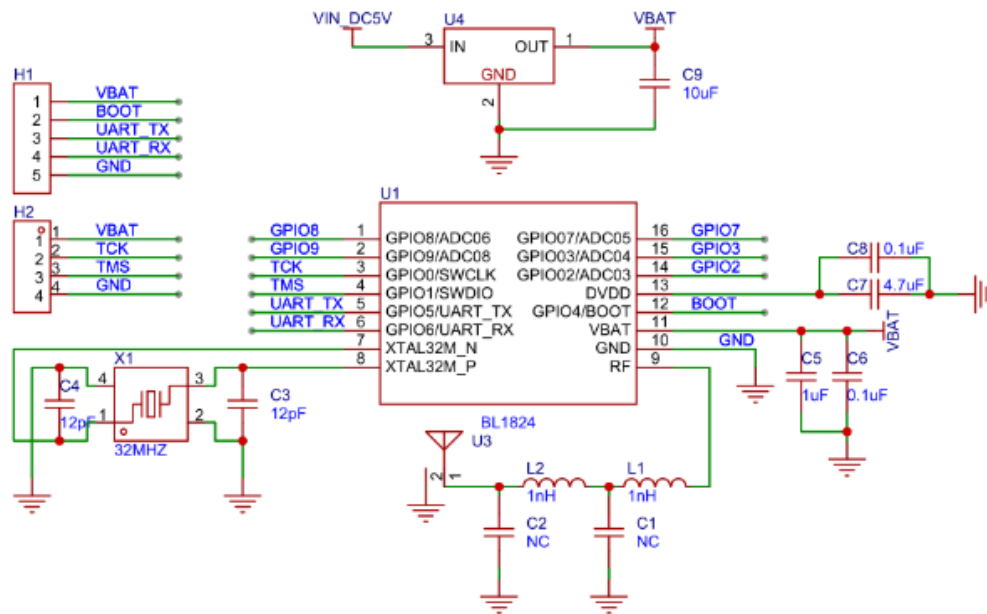 VIN_DC5V
U4
VBAT
3
IN
OUT
1
GND
2
C9
10uF
H1
1
VBAT
2
BOOT
3
UART_TX
4
UART_RX
5
GND
H2
1
1
VBAT
2
2
TCK
3
3
TMS
4
4
GND
U1
GPIO8
1
GPIO8/ADC06
GPIO07/ADC05
16
GPIO7
GPIO9
2
GPIO9/ADC08
GPIO03/ADC04
15
GPIO3
TCK
3
GPIO0/SWCLK
GPIO02/ADC03
14
GPIO2
TMS
4
GPIO1/SWDIO
DVDD
13
UART_TX
5
GPIO5/UART_TX
GPIO4/BOOT
12
BOOT
UART_RX
6
GPIO6/UART_RX
VBAT
11
7
XTAL32M_N
GND
10
GND
8
XTAL32M_P
RF
9
BL1824
C8
0.1uF
C7
4.7uF
VBAT
C5
1uF
C6
0.1uF
X1
4
3
1
2
32MHZ
C4
12pF
C3
12pF
U3
2
1
L2
1nH
L1
1nH
C2
NC
C1
NC